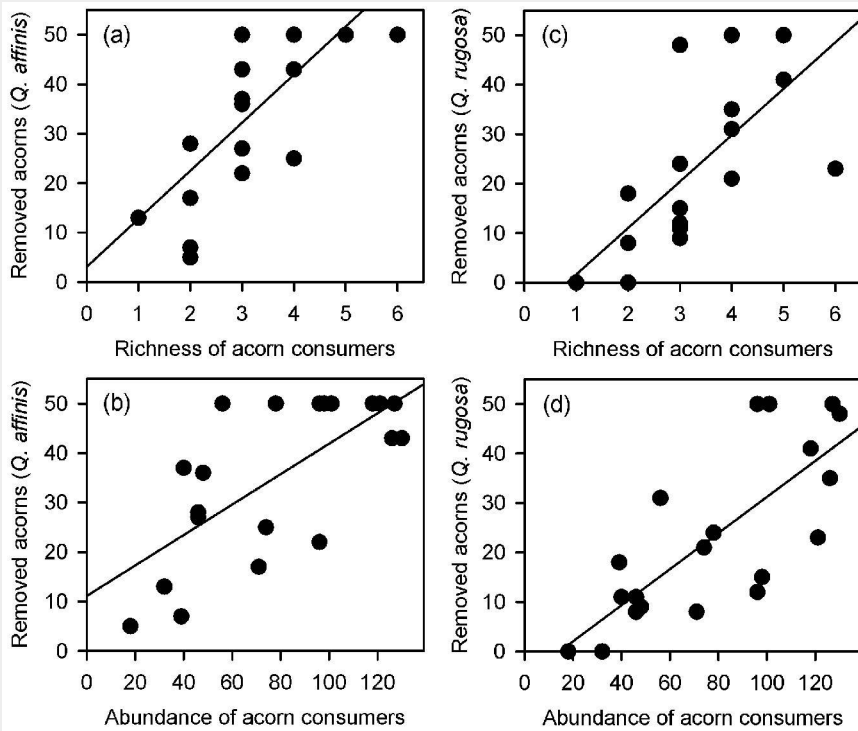 (a)
Removed acorns (Q. affinis)
50
40
30
20
10
0
0 1 2 3 4 5 6
Richness of acorn consumers
(c)
Removed acorns (Q. rugosa)
50
40
30
20
10
0
0 1 2 3 4 5 6
Richness of acorn consumers
(b)
Removed acorns (Q. affinis)
50
40
30
20
10
0
0 20 40 60 80 100 120
Abundance of acorn consumers
(d)
Removed acorns (Q. rugosa)
50
40
30
20
10
0
0 20 40 60 80 100 120
Abundance of acorn consumers